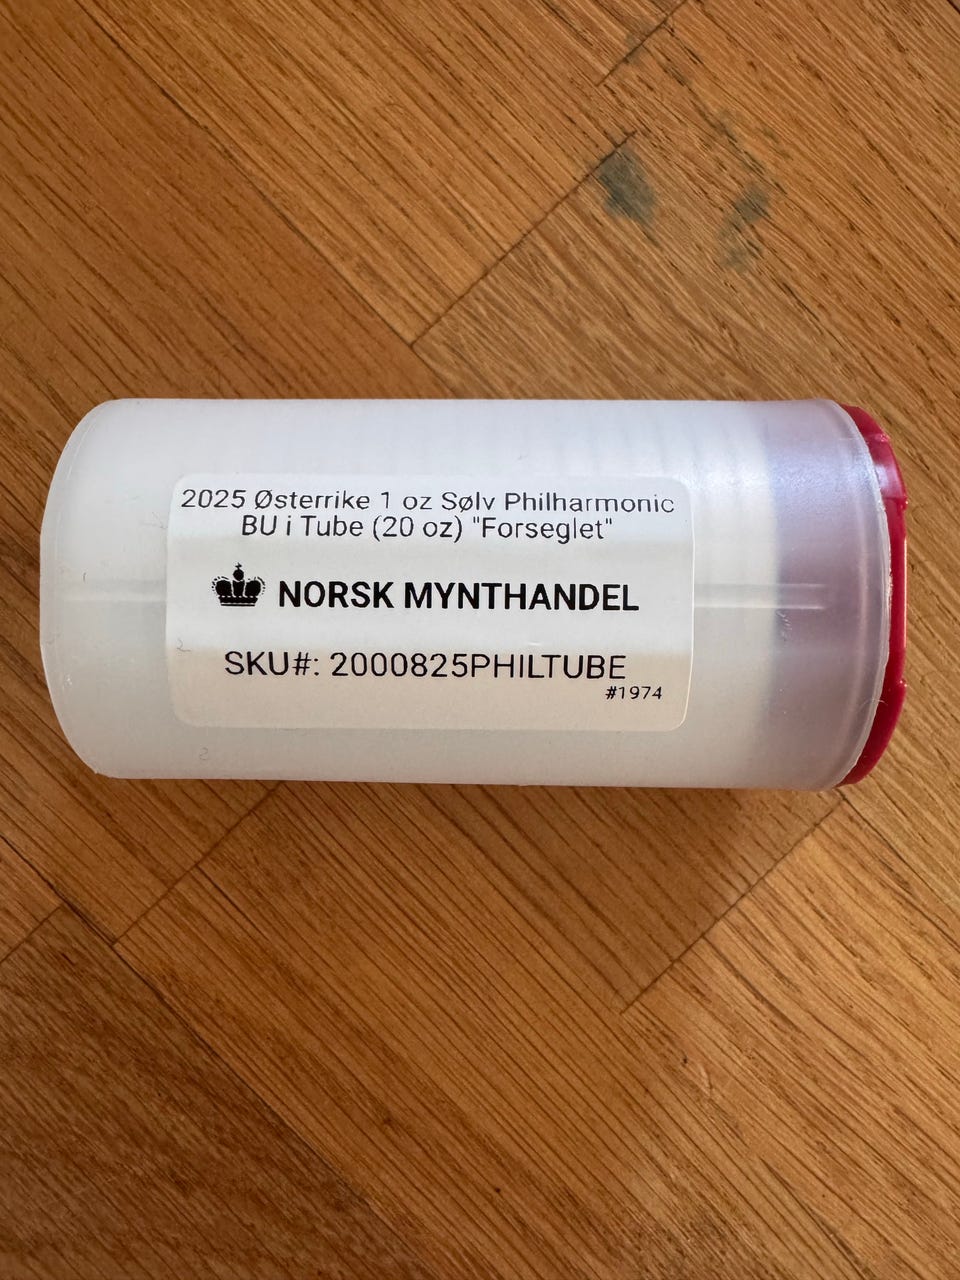 2025 Østerrike 1 oz Sølv Philharmonic
BU i Tube (20 oz) "Forseglet"
NORSK MYNTHANDEL
SKU#: 2000825PHILTUBE
#1974